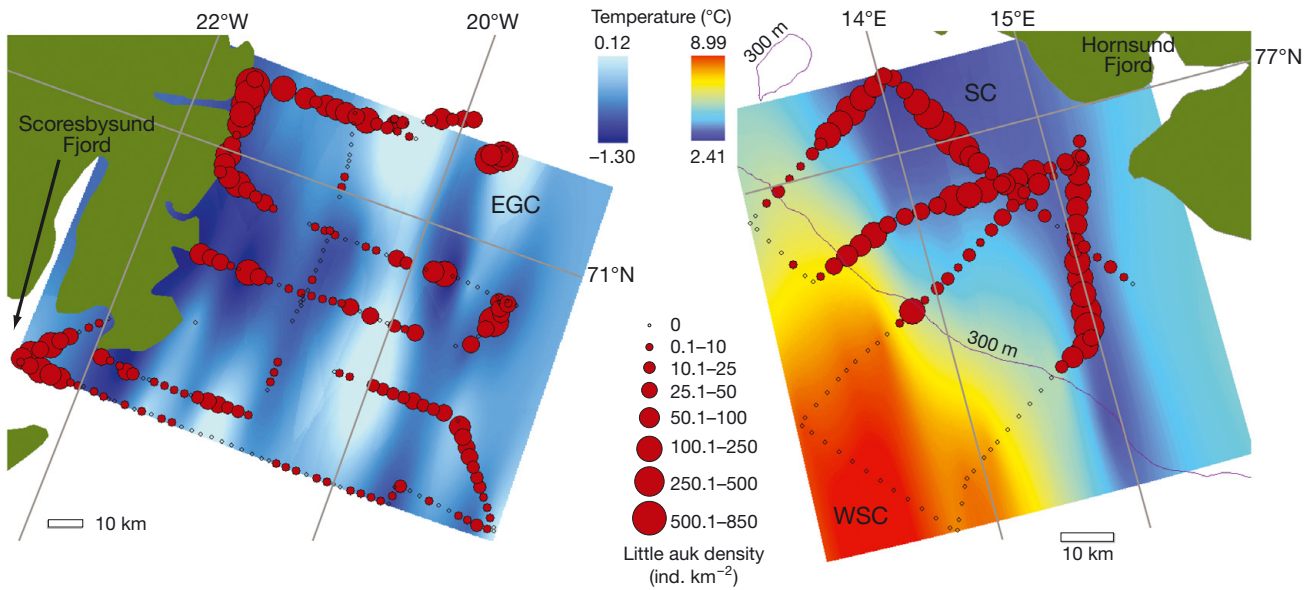 22°W
20°W
Temperature (°C)
0.12
8.99
−1.30
2.41
300 m
14°E
15°E
Hornsund
Fjord
77°N
SC
Scoresbysund
Fjord
EGC
71°N
300 m
WSC
0
0.1–10
10.1–25
25.1–50
50.1–100
100.1–250
250.1–500
500.1–850
Little auk density
(ind. km⁻²)
10 km
10 km